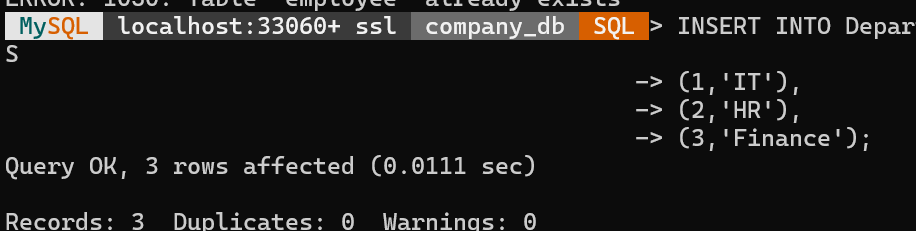 ERROR: 1050: Table 'employee' already exists
MySQL localhost:33060+ ssl company_db SQL > INSERT INTO Depar
S
-> (1,'IT'),
-> (2,'HR'),
-> (3,'Finance');
Query OK, 3 rows affected (0.0111 sec)
Records: 3 Duplicates: 0 Warnings: 0